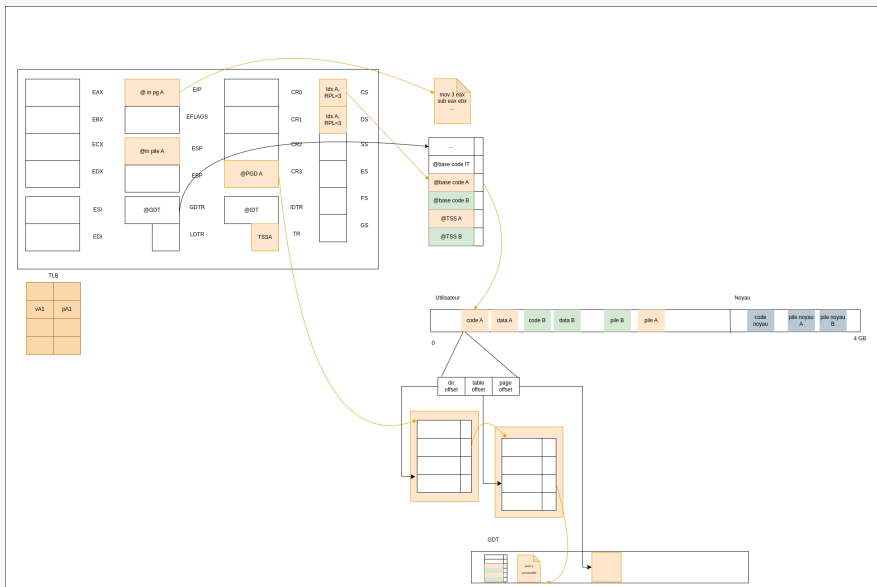 @ in pg A
EAX
EIP
CR0
Idx A,
RPL=3
CS
mov 3 eax
sub eax ebx
...
EBX
EFLAGS
CR1
Idx A,
RPL=3
DS
ECX
@in pile A
ESP
CR2
SS
...
@base code IT
EDX
EBP
@PGD A
CR3
ES
@base code A
@base code B
FS
ESI
@GDT
GDTR
@IDT
IDTR
@TSS A
GS
EDI
LDTR
TSSA
TR
@TSS B
TLB
vA1
pA1
Utilisateur
Noyau
code A
data A
code B
data B
pile B
pile A
code
noyau
pile noyau
A
pile noyau
B
0
4 GB
dir
offset
table
offset
page
offset
GDT